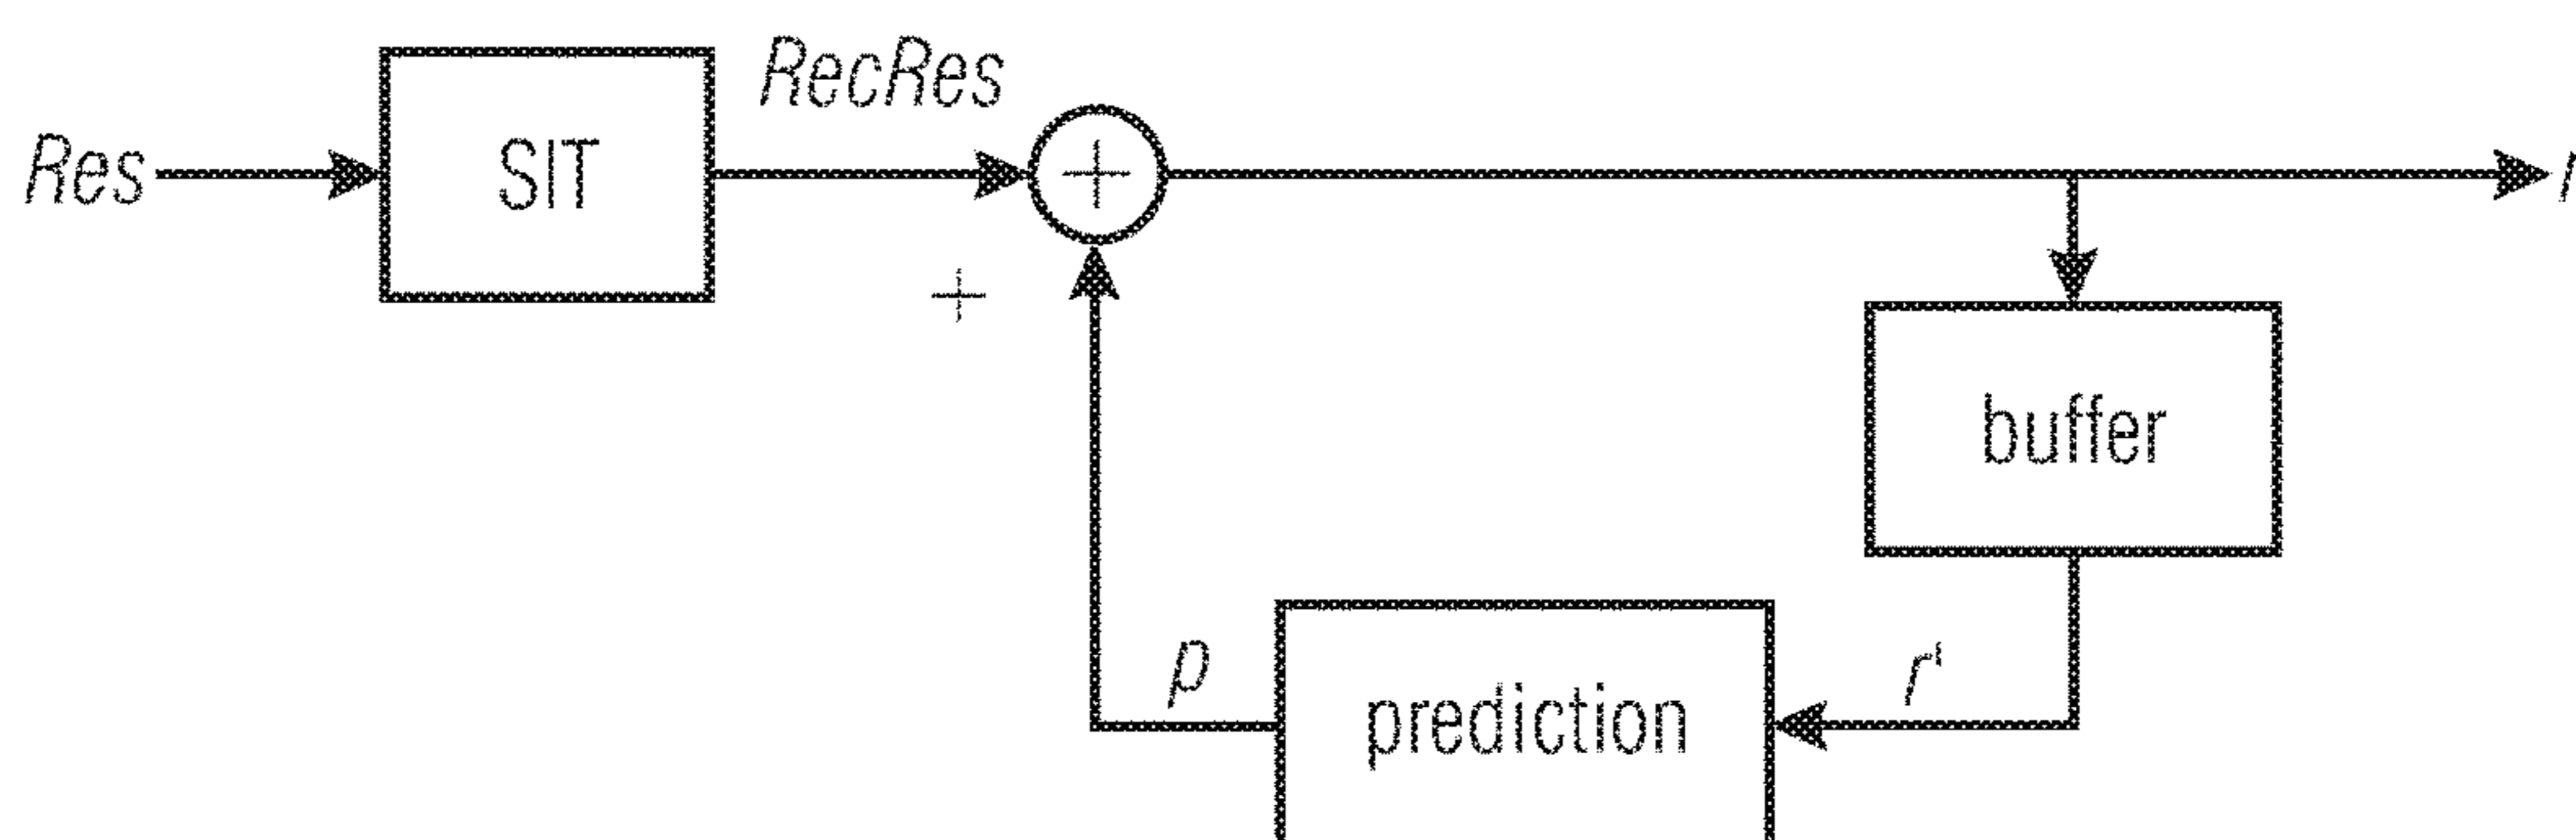 Res
SIT
RecRes
+
+
buffer
p
prediction
r'